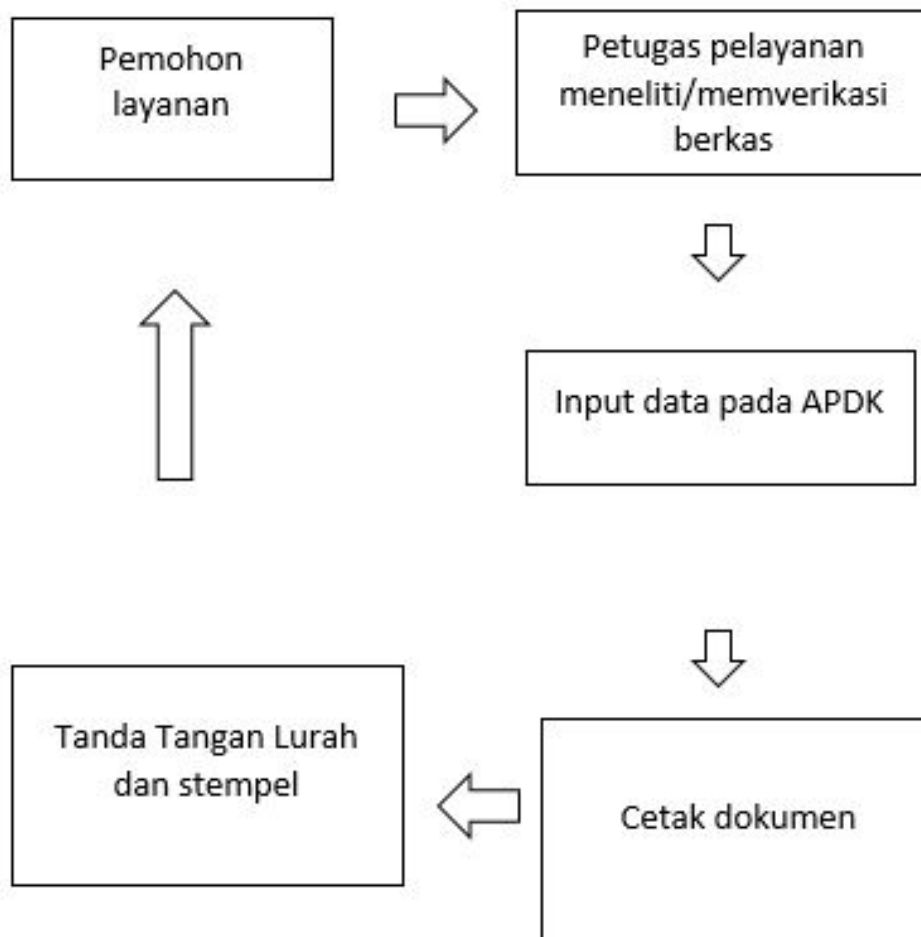 Pemohon
layanan
Petugas pelayanan
meneliti/memverikasi
berkas
Input data pada APDK
Cetak dokumen
Tanda Tangan Lurah
dan stempel